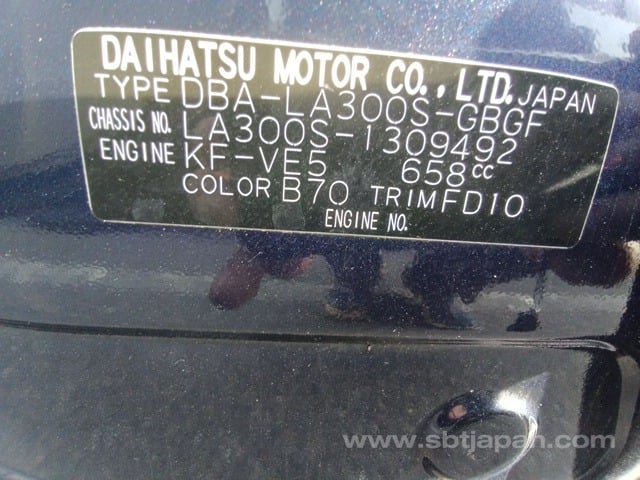 DAIHATSU MOTOR CO., LTD. JAPAN
TYPE DBA-LA300S-GBGF
CHASSIS NO. LA300S-1309492
ENGINE KF-VE5 658cc
COLOR B70 TRIM FD10
ENGINE NO.
www.sbtjapan.com